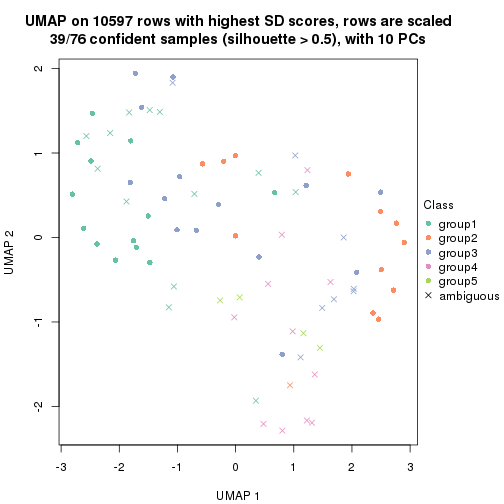 UMAP on 10597 rows with highest SD scores, rows are scaled
39/76 confident samples (silhouette > 0.5), with 10 PCs
2
1
0
-1
-2
UMAP 2
-3
-2
-1
0
1
2
3
UMAP 1
Class
group1
group2
group3
group4
group5
ambiguous